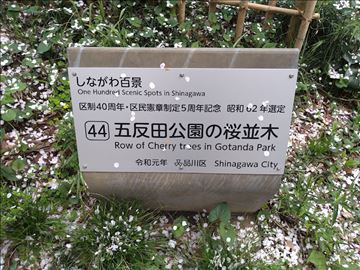 しながわ百景
One Hundred Scenic Spots in Shinagawa
区制40周年・区民憲章制定5周年記念 昭和62年選定
44 五反田公園の桜並木
Row of Cherry trees in Gotanda Park
令和元年 品川区 Shinagawa City